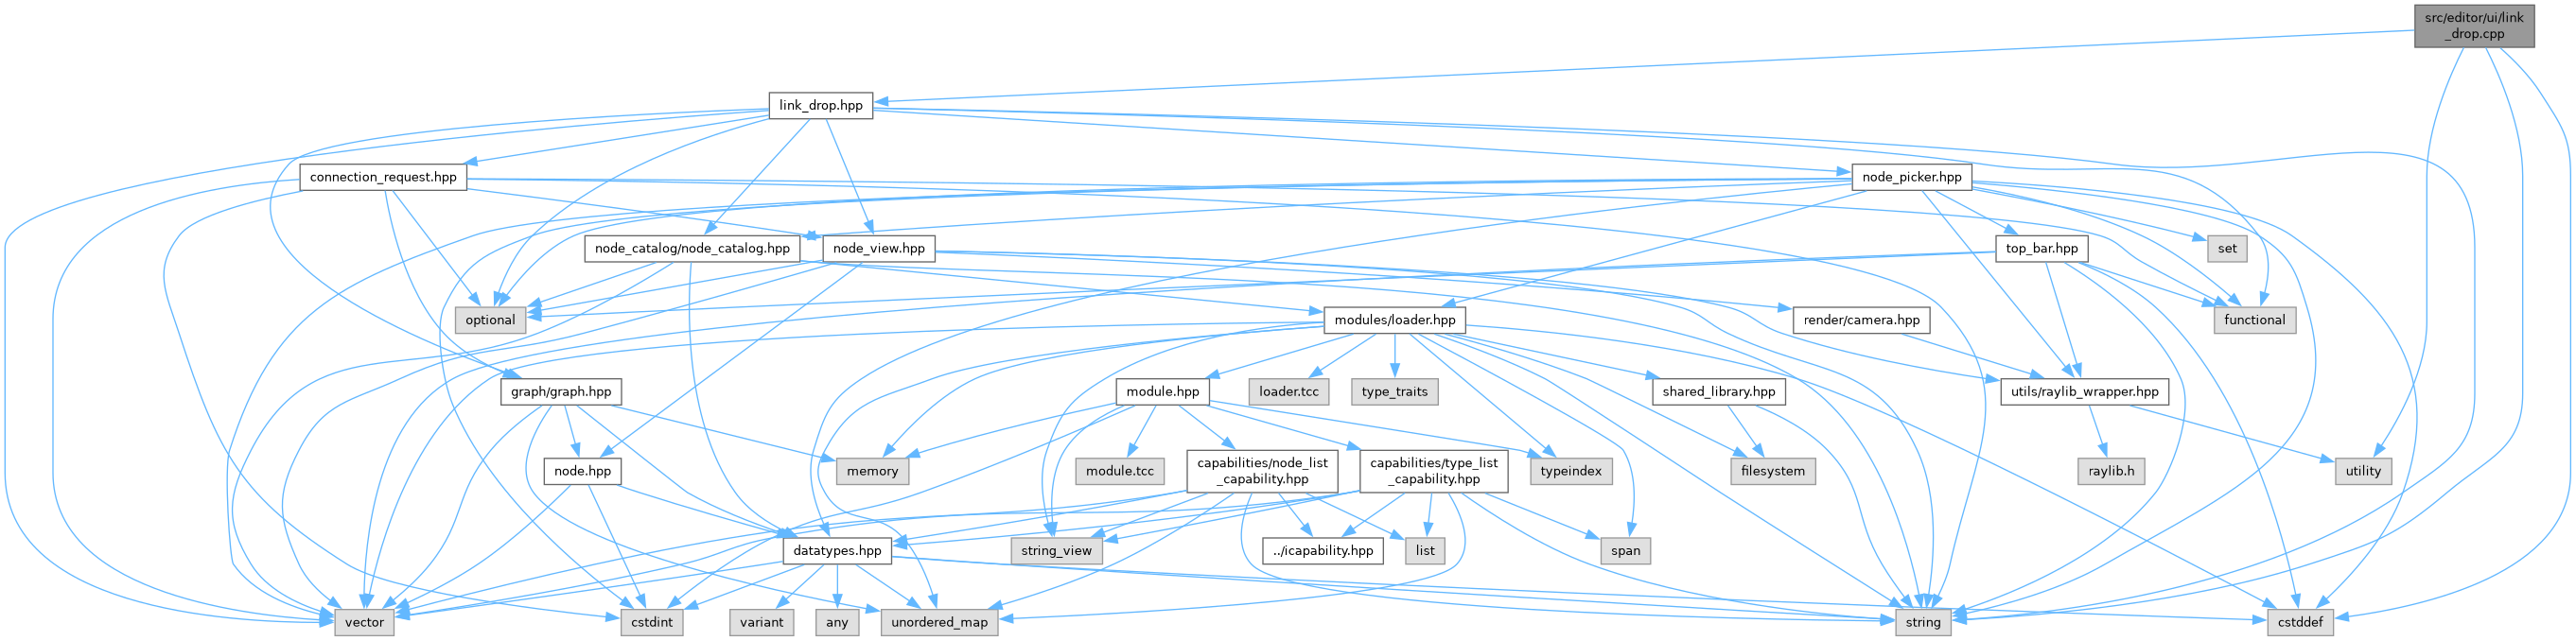 src/editor/ui/link
_drop.cpp
link_drop.hpp
connection_request.hpp
node_picker.hpp
node_catalog/node_catalog.hpp
node_view.hpp
top_bar.hpp
set
optional
modules/loader.hpp
render/camera.hpp
functional
graph/graph.hpp
module.hpp
loader.tcc
type_traits
shared_library.hpp
utils/raylib_wrapper.hpp
node.hpp
memory
module.tcc
capabilities/node_list
_capability.hpp
capabilities/type_list
_capability.hpp
typeindex
filesystem
raylib.h
utility
datatypes.hpp
string_view
../icapability.hpp
list
span
vector
cstdint
variant
any
unordered_map
string
cstddef